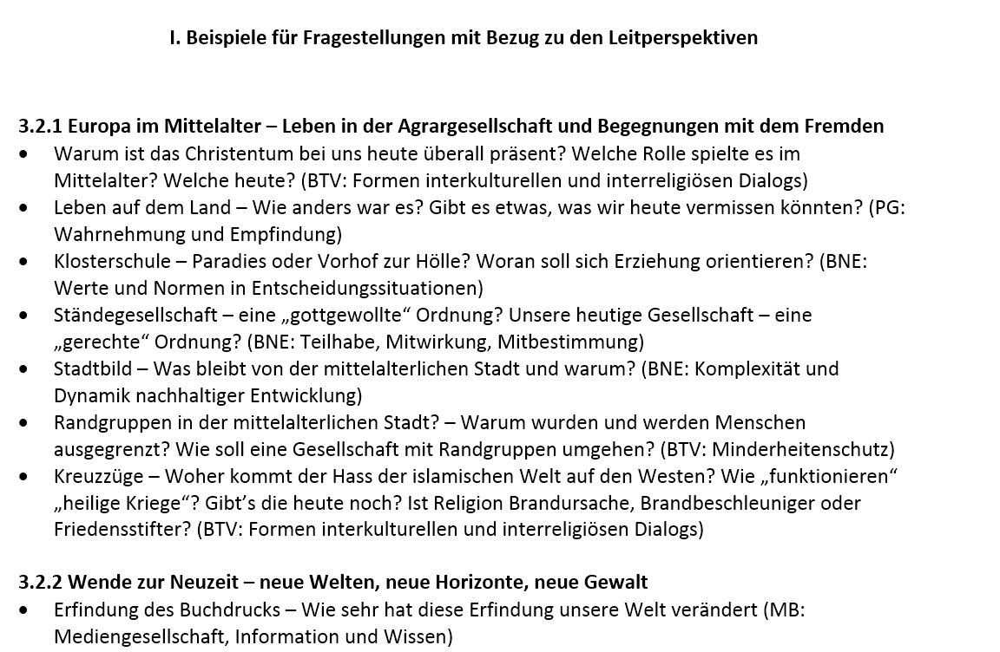 I. Beispiele für Fragestellungen mit Bezug zu den Leitperspektiven
3.2.1 Europa im Mittelalter – Leben in der Agrargesellschaft und Begegnungen mit dem Fremden
• Warum ist das Christentum bei uns heute überall präsent? Welche Rolle spielte es im
Mittelalter? Welche heute? (BTV: Formen interkulturellen und interreligiösen Dialogs)
• Leben auf dem Land – Wie anders war es? Gibt es etwas, was wir heute vermissen könnten? (PG:
Wahrnehmung und Empfindung)
• Klosterschule – Paradies oder Vorhof zur Hölle? Woran soll sich Erziehung orientieren? (BNE:
Werte und Normen in Entscheidungssituationen)
• Ständegesellschaft – eine „gottgewollte“ Ordnung? Unsere heutige Gesellschaft – eine
„gerechte“ Ordnung? (BNE: Teilhabe, Mitwirkung, Mitbestimmung)
• Stadtbild – Was bleibt von der mittelalterlichen Stadt und warum? (BNE: Komplexität und
Dynamik nachhaltiger Entwicklung)
• Randgruppen in der mittelalterlichen Stadt? – Warum wurden und werden Menschen
ausgegrenzt? Wie soll eine Gesellschaft mit Randgruppen umgehen? (BTV: Minderheitenschutz)
• Kreuzzüge – Woher kommt der Hass der islamischen Welt auf den Westen? Wie „funktionieren“
„heilige Kriege“? Gibt’s die heute noch? Ist Religion Brandursache, Brandbeschleuniger oder
Friedensstifter? (BTV: Formen interkulturellen und interreligiösen Dialogs)
3.2.2 Wende zur Neuzeit – neue Welten, neue Horizonte, neue Gewalt
• Erfindung des Buchdrucks – Wie sehr hat diese Erfindung unsere Welt verändert (MB:
Mediengesellschaft, Information und Wissen)